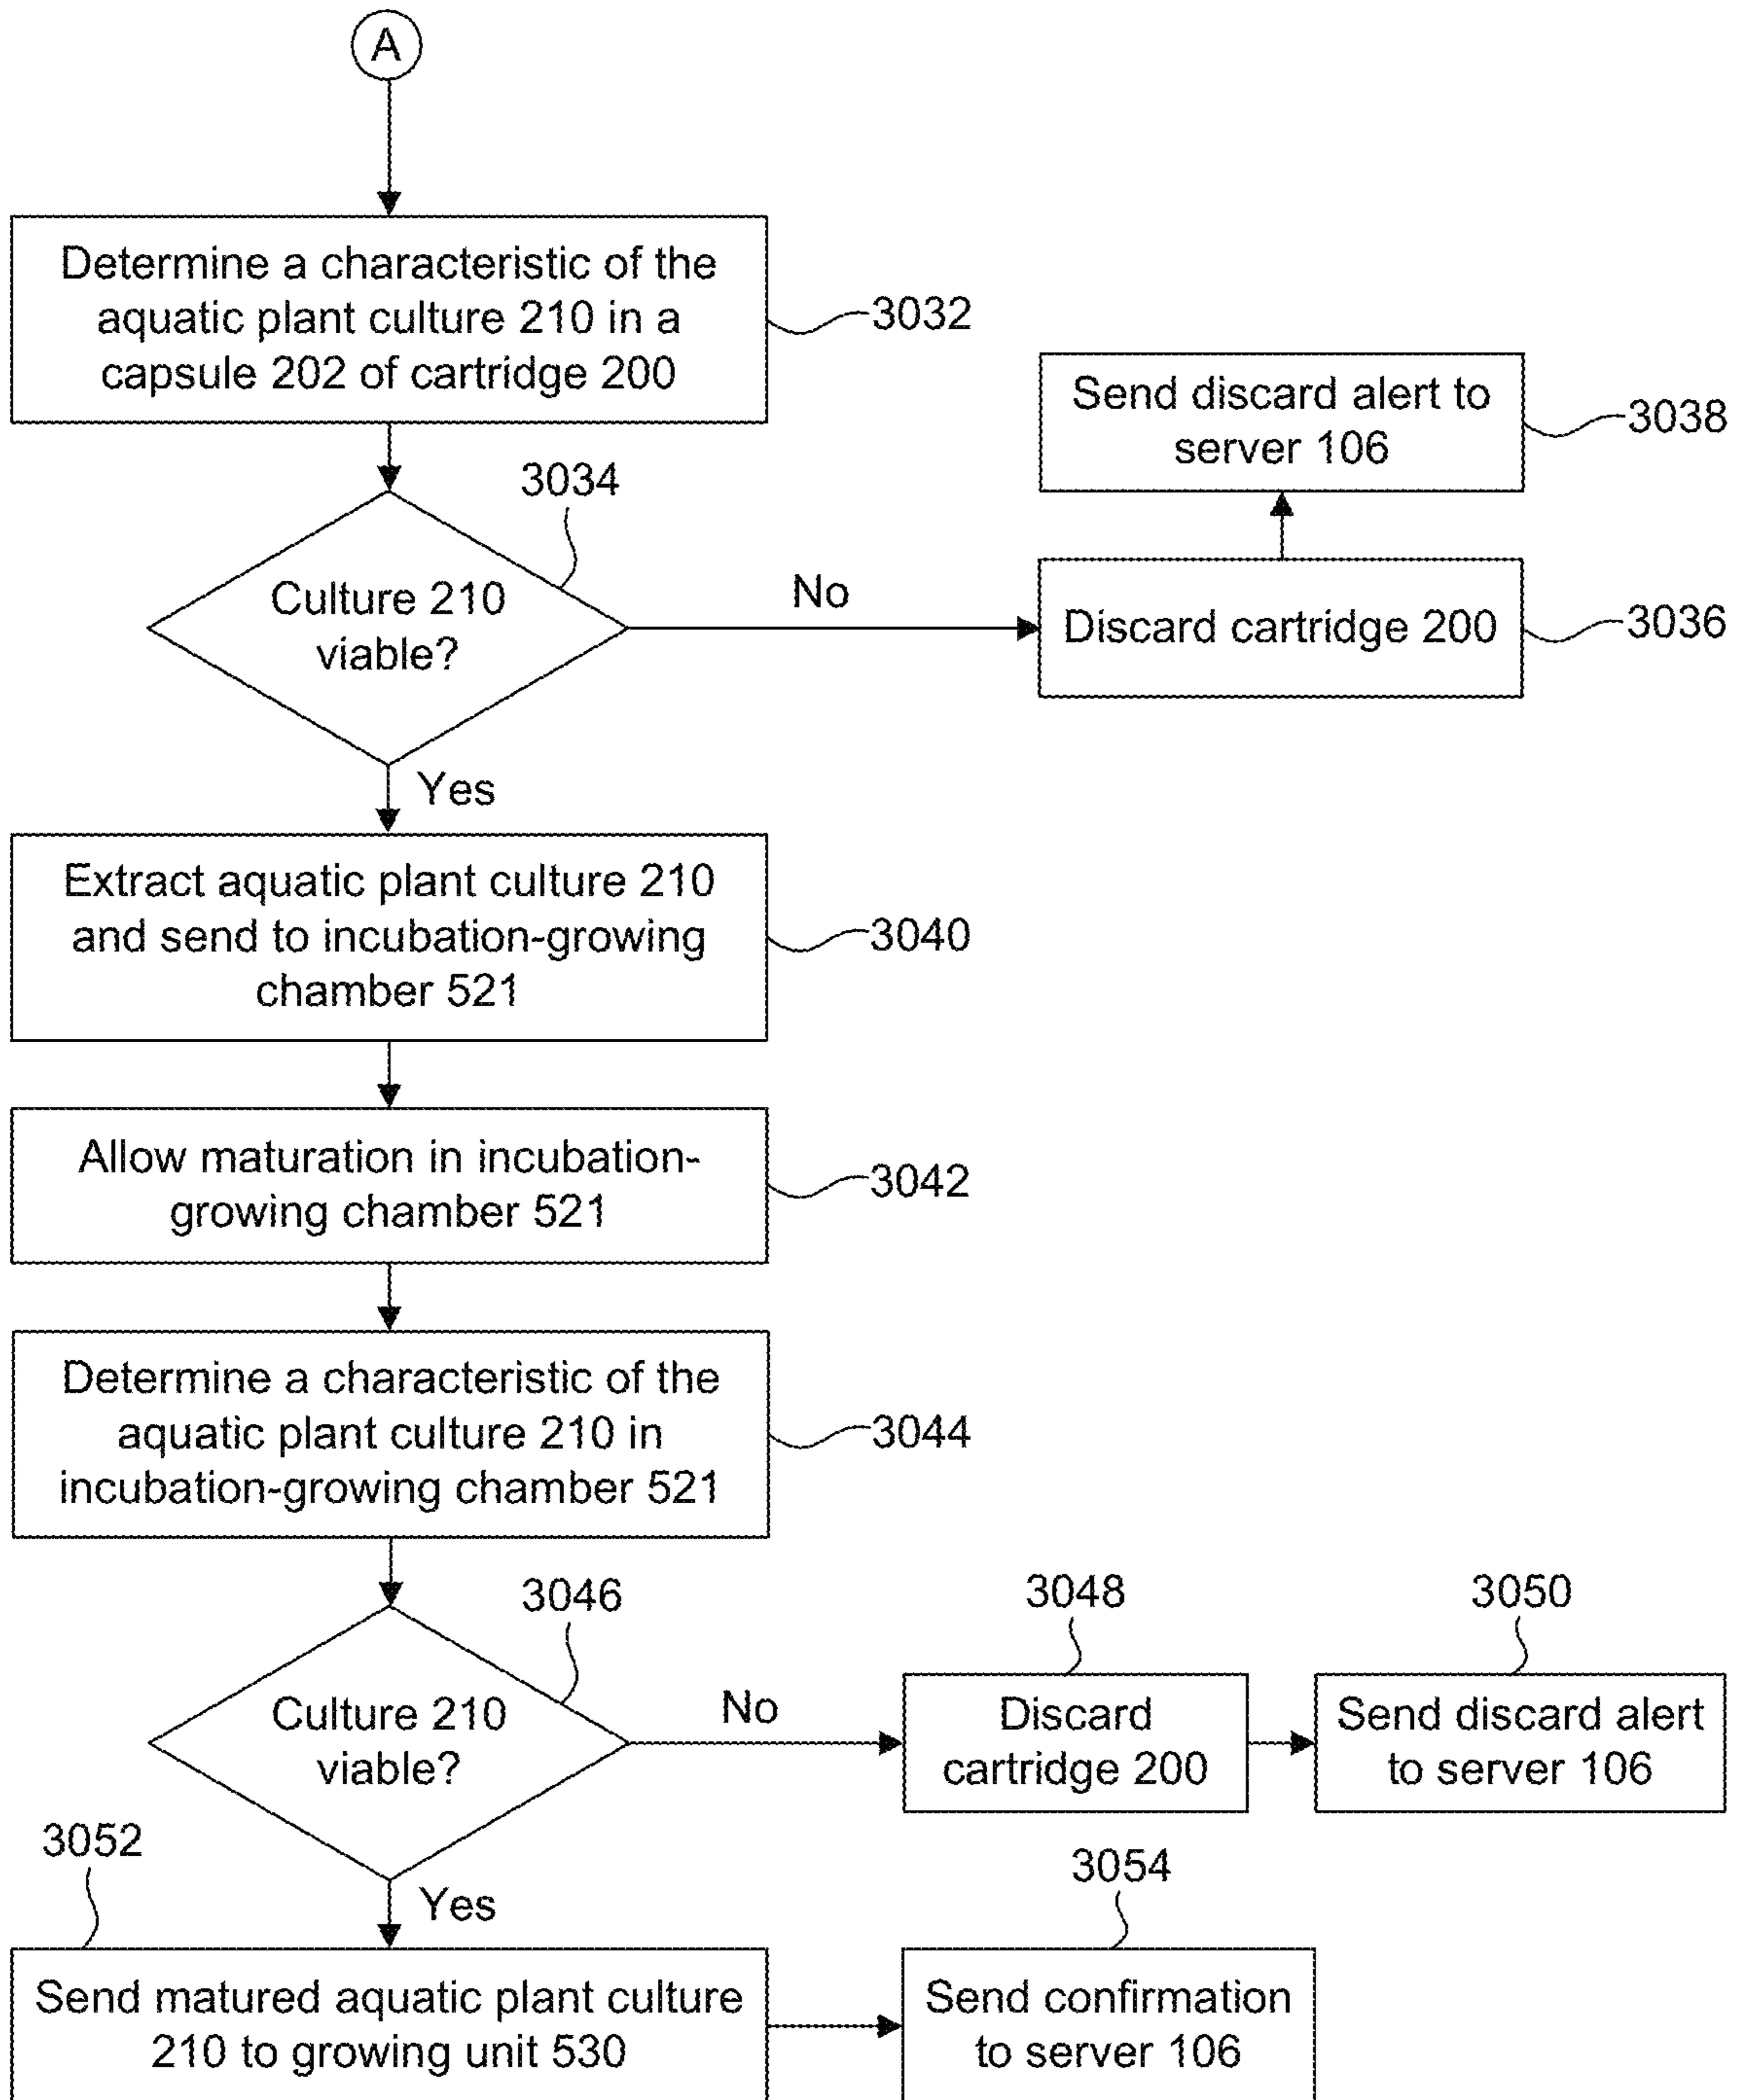 A
Determine a characteristic of the
aquatic plant culture 210 in a
capsule 202 of cartridge 200
3032
3034
Culture 210
viable?
No
Send discard alert to
server 106
3038
Discard cartridge 200
3036
Yes
Extract aquatic plant culture 210
and send to incubation-growing
chamber 521
3040
Allow maturation in incubation-
growing chamber 521
3042
Determine a characteristic of the
aquatic plant culture 210 in
incubation-growing chamber 521
3044
3046
Culture 210
viable?
No
3048
Discard
cartridge 200
3050
Send discard alert
to server 106
Yes
3052
Send matured aquatic plant culture
210 to growing unit 530
3054
Send confirmation
to server 106